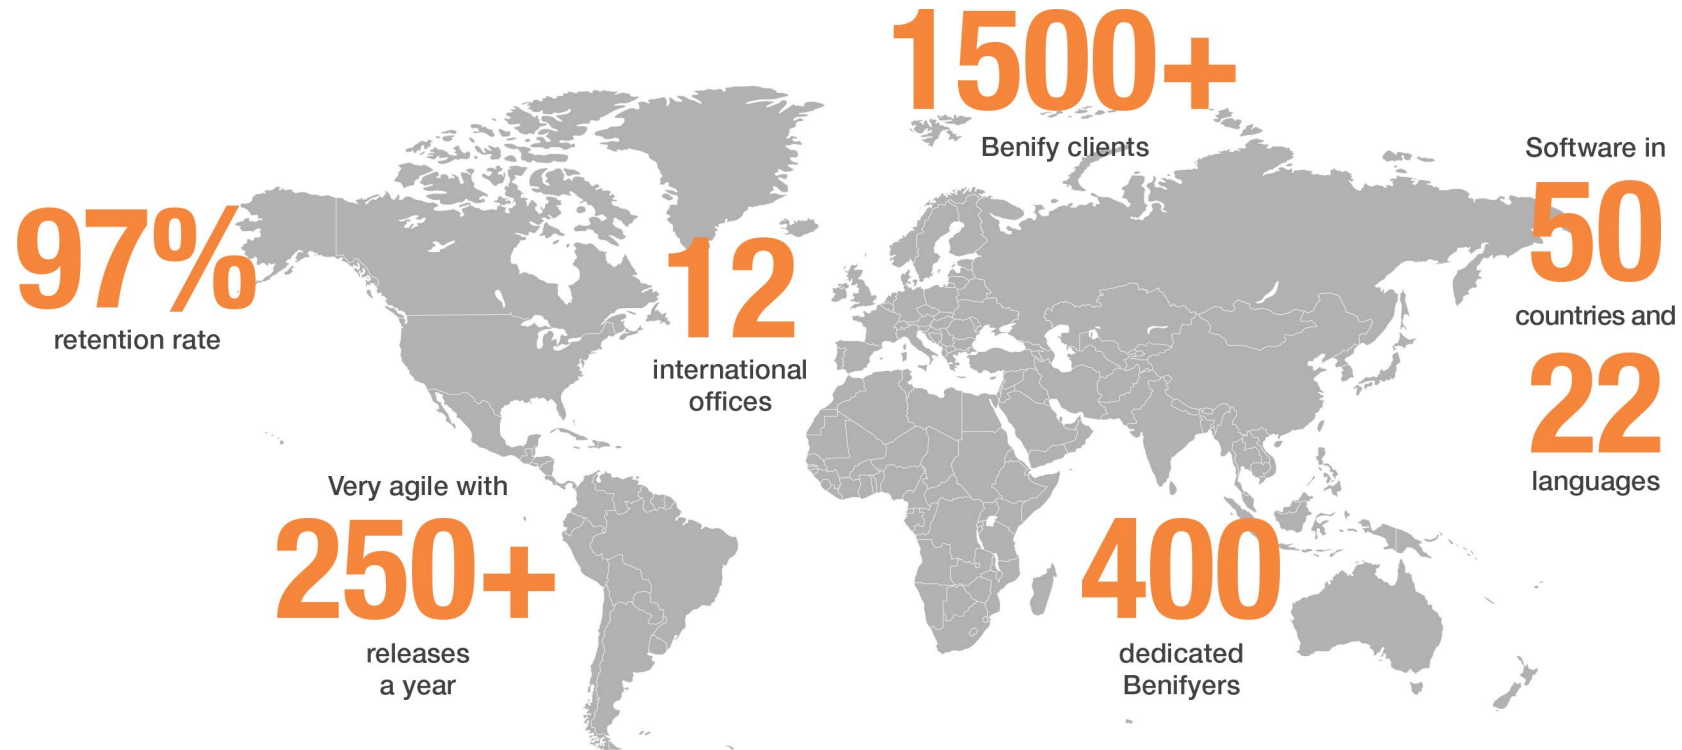 1500+
Benify clients
Software in
50
countries and
22
languages
97%
retention rate
12
international
offices
Very agile with
250+
releases
a year
400
dedicated
Benifyers